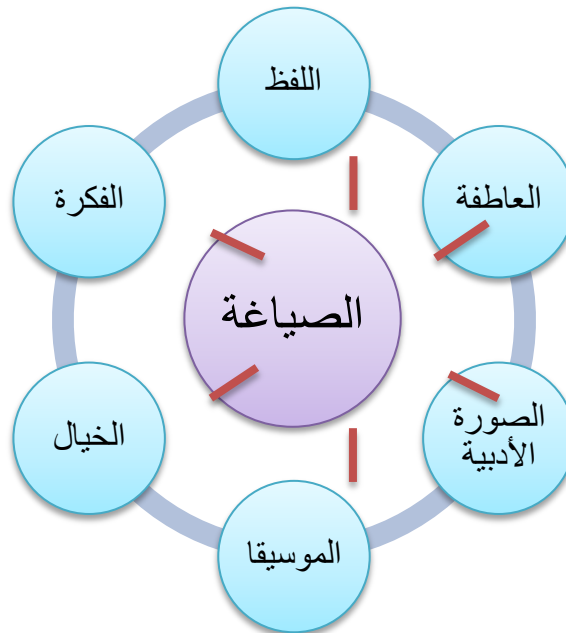 اللفظ
العاطفة
الفكرة
الصياغة
الصورة
الأدبية
الخيال
الموسيقا